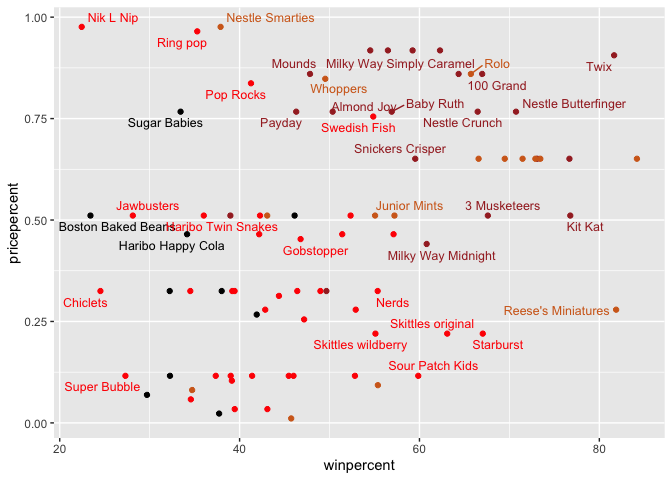 1.00
Nik L Nip
Nestle Smarties
Ring pop
Mounds
Milky Way Simply Caramel
Rolo
Twix
Whoppers
100 Grand
Pop Rocks
0.75
Sugar Babies
Payday
Almond Joy
Baby Ruth
Swedish Fish
Nestle Crunch
Nestle Butterfinger
Snickers Crisper
pricepercent
0.50
Jawbusters
Junior Mints
3 Musketeers
Boston Baked Beans
Haribo Twin Snakes
Kit Kat
Haribo Happy Cola
Gobstopper
Milky Way Midnight
Chiclets
Nerds
Reese's Miniatures
0.25
Skittles original
Skittles wildberry
Starburst
Super Bubble
Sour Patch Kids
0.00
20
40
60
80
winpercent